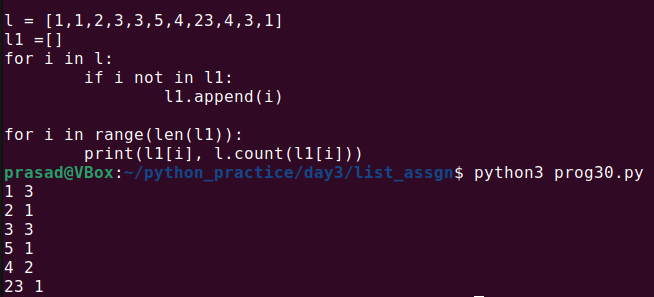 l = [1,1,2,3,3,5,4,23,4,3,1]
l1 =[]
for i in l:
        if i not in l1:
                l1.append(i)

for i in range(len(l1)):
        print(l1[i], l.count(l1[i]))
prasad@VBox:~/python_practice/day3/list_assgn$ python3 prog30.py
1 3
2 1
3 3
5 1
4 2
23 1